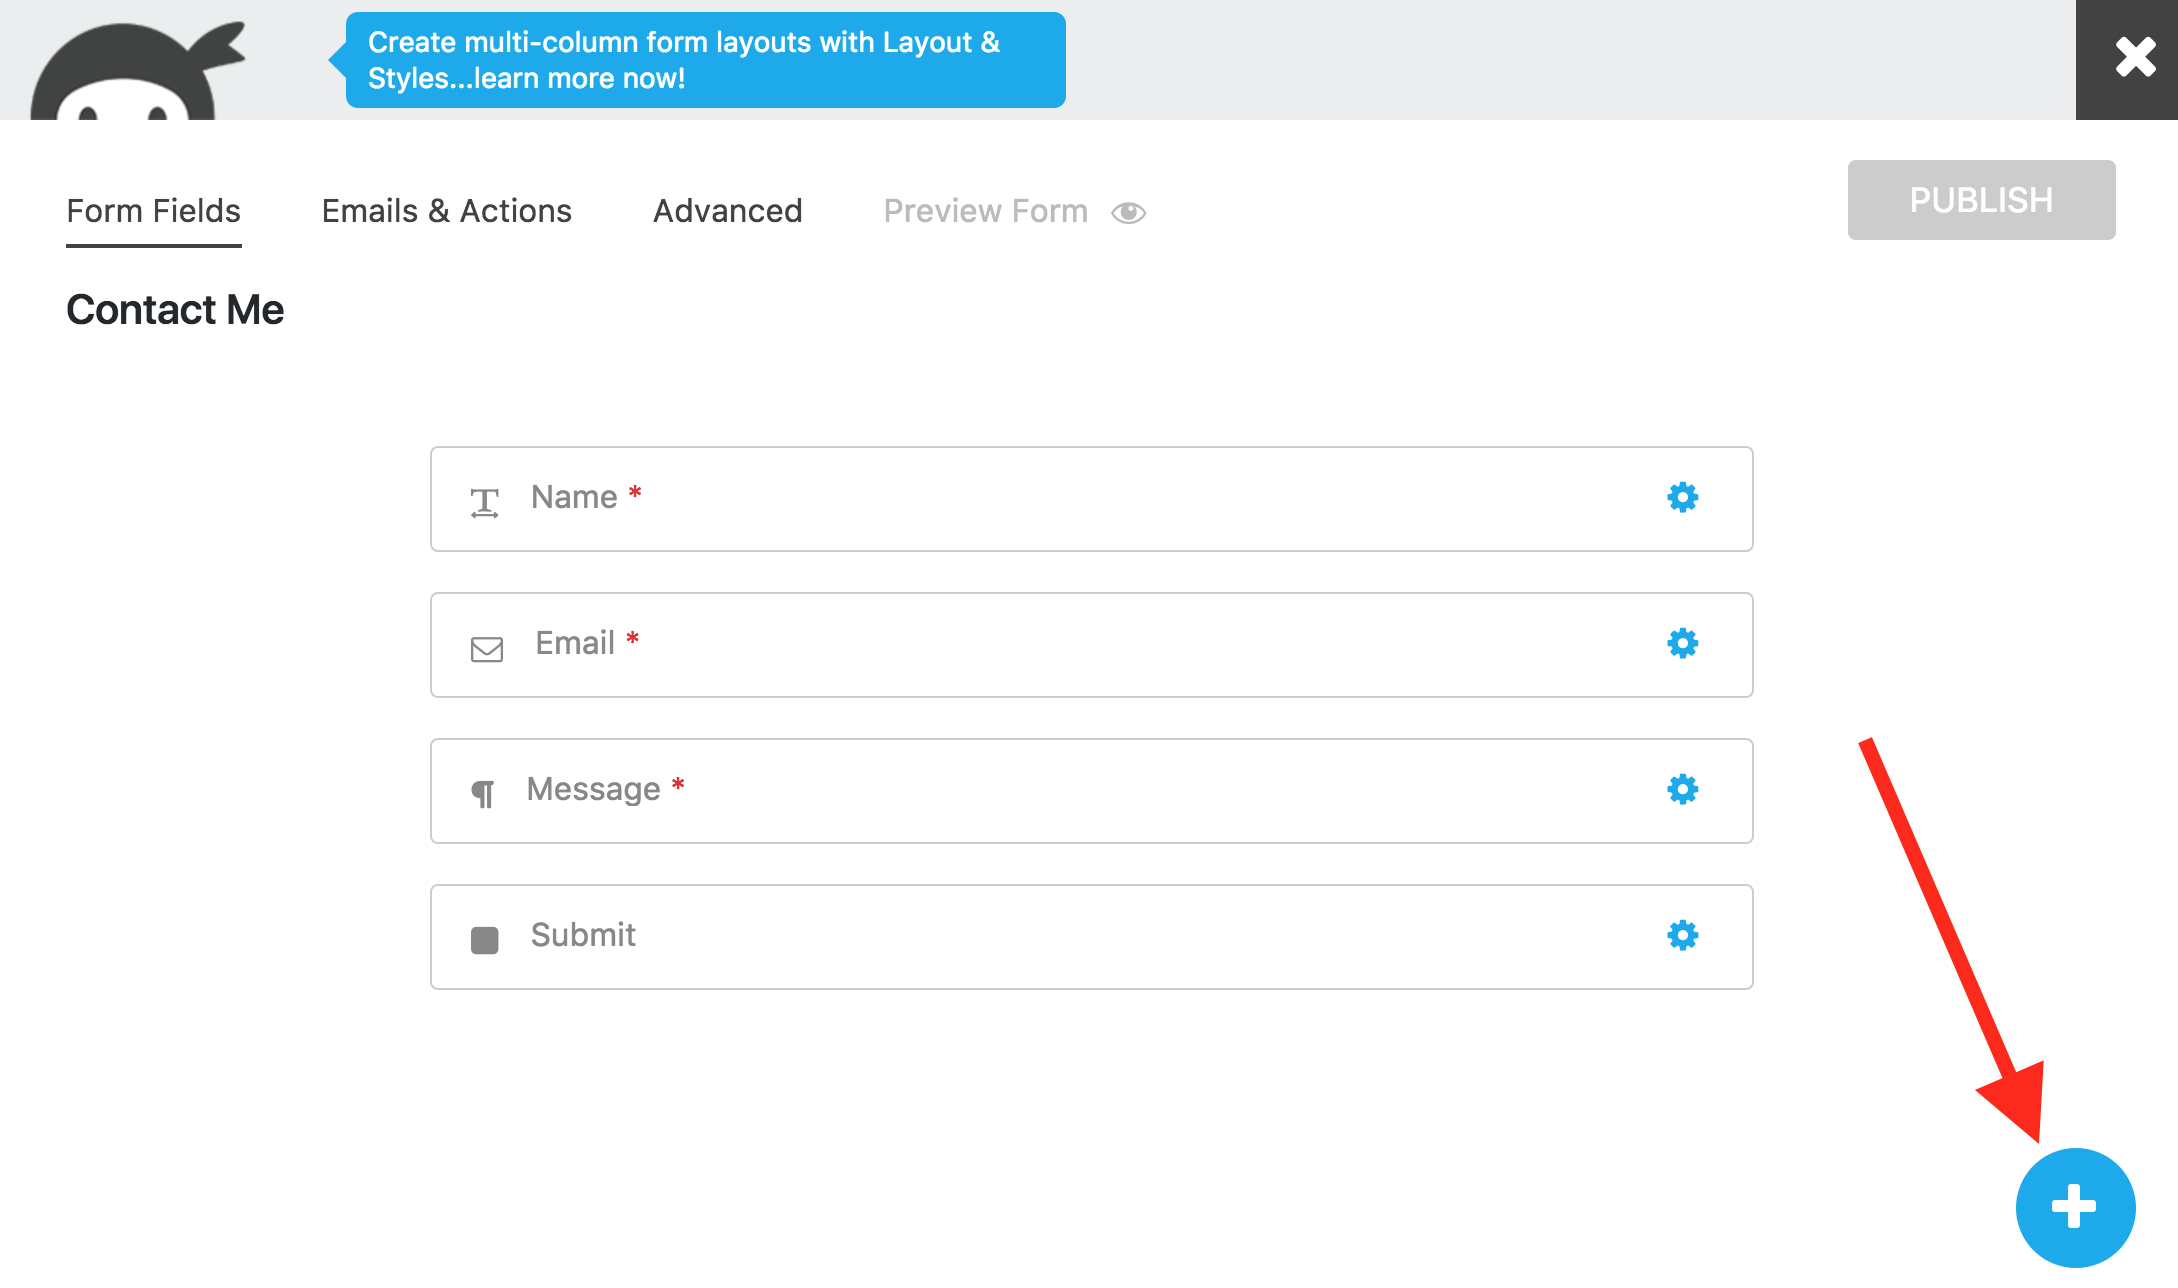 Create multi-column form layouts with Layout &
Styles...learn more now!
Form Fields Emails & Actions Advanced Preview Form PUBLISH
Contact Me
Name *
Email *
Message *
Submit